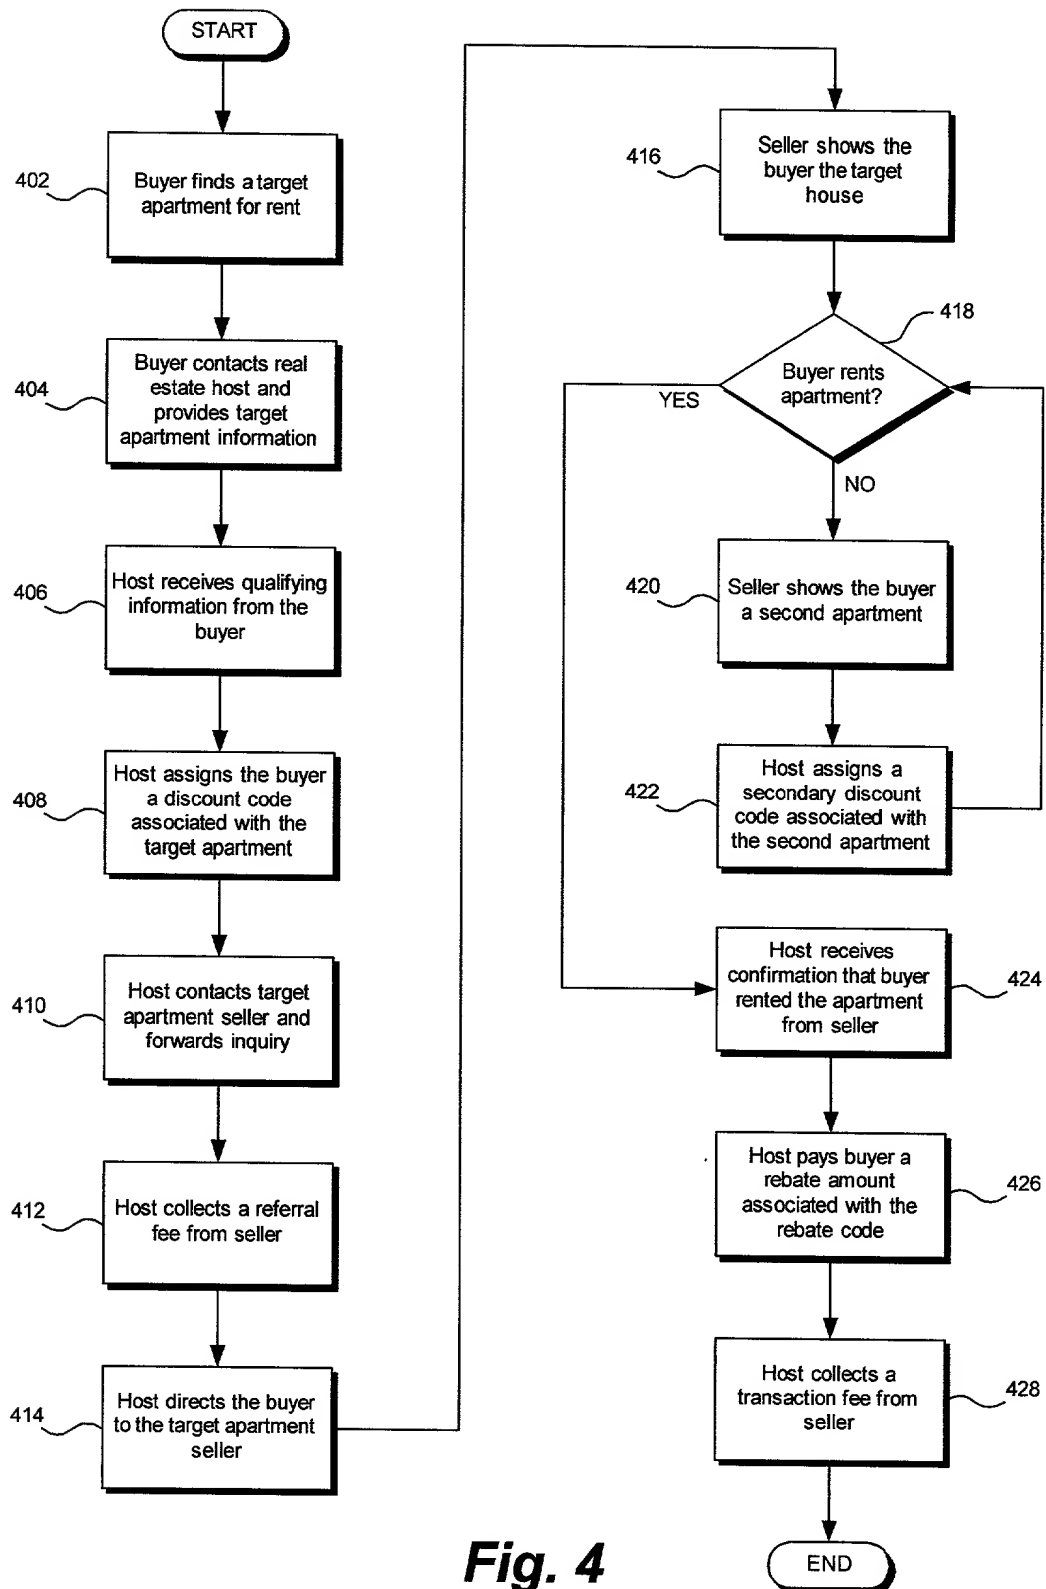 START
402
Buyer finds a target
apartment for rent
404
Buyer contacts real
estate host and
provides target
apartment information
406
Host receives qualifying
information from the
buyer
408
Host assigns the buyer
a discount code
associated with the
target apartment
410
Host contacts target
apartment seller and
forwards inquiry
412
Host collects a referral
fee from seller
414
Host directs the buyer
to the target apartment
seller
416
Seller shows the
buyer the target
house
418
Buyer rents
apartment?
YES
NO
420
Seller shows the buyer
a second apartment
422
Host assigns a
secondary discount
code associated with
the second apartment
Host receives
confirmation that buyer
rented the apartment
from seller
424
Host pays buyer a
rebate amount
associated with the
rebate code
426
Host collects a
transaction fee from
seller
428
END
Fig. 4